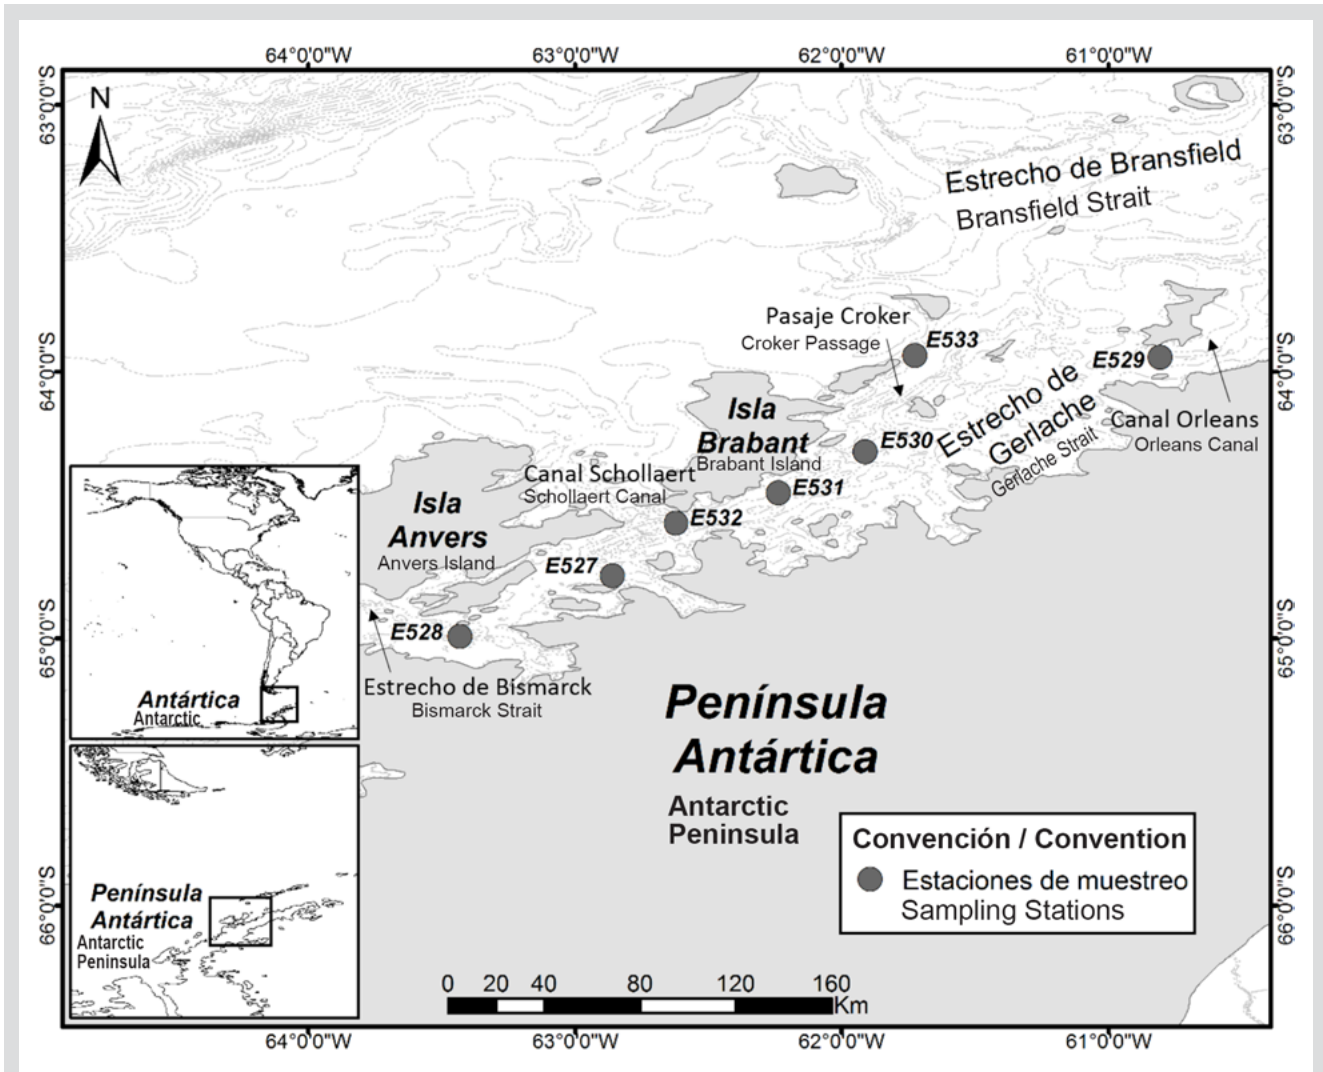 64°0'0"W 63°0'0"W 62°0'0"W 61°0'0"W
63°0'0"S
63°0'0"S
N
Estrecho de Bransfield
Bransfield Strait
Pasaje Croker
Croker Passage
E533
E529
64°0'0"S
64°0'0"S
Estrecho de
Gerlache
Gerlache Strait
Canal Orleans
Orleans Canal
Isla
Brabant
Brabant Island
E530
Canal Schollaert
Schollaert Canal
E531
Isla
Anvers
Anvers Island
E532
E527
E528
65°0'0"S
65°0'0"S
Estrecho de Bismarck
Bismarck Strait
Antártica
Antarctic
Península
Antártica
Antarctic
Peninsula
Península
Antártica
Antarctic
Peninsula
66°0'0"S
66°0'0"S
Convención / Convention
Estaciones de muestreo
Sampling Stations
0 20 40 80 120 160
Km
64°0'0"W 63°0'0"W 62°0'0"W 61°0'0"W